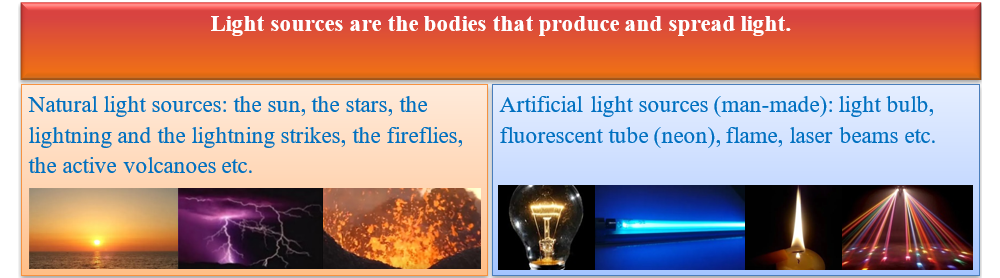 Light sources are the bodies that produce and spread light.
Natural light sources: the sun, the stars, the
lightning and the lightning strikes, the fireflies,
the active volcanoes etc.
Artificial light sources (man-made): light bulb,
fluorescent tube (neon), flame, laser beams etc.